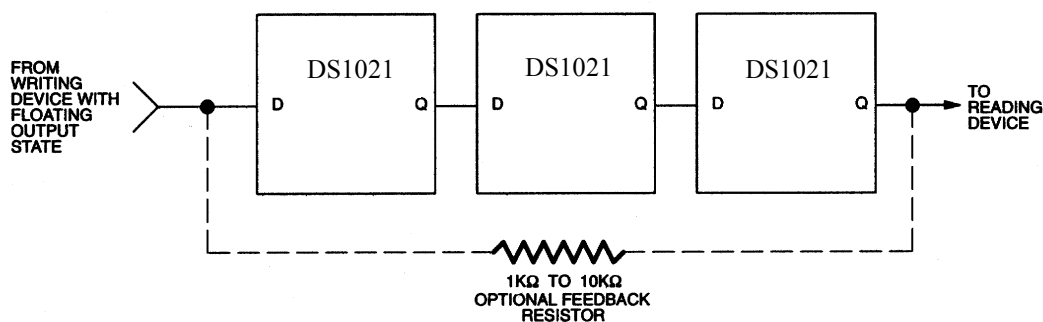 FROM
WRITING
DEVICE WITH
FLOATING
OUTPUT
STATE
DS1021
D
Q
DS1021
D
Q
DS1021
D
Q
TO
READING
DEVICE
1KΩ TO 10KΩ
OPTIONAL FEEDBACK
RESISTOR